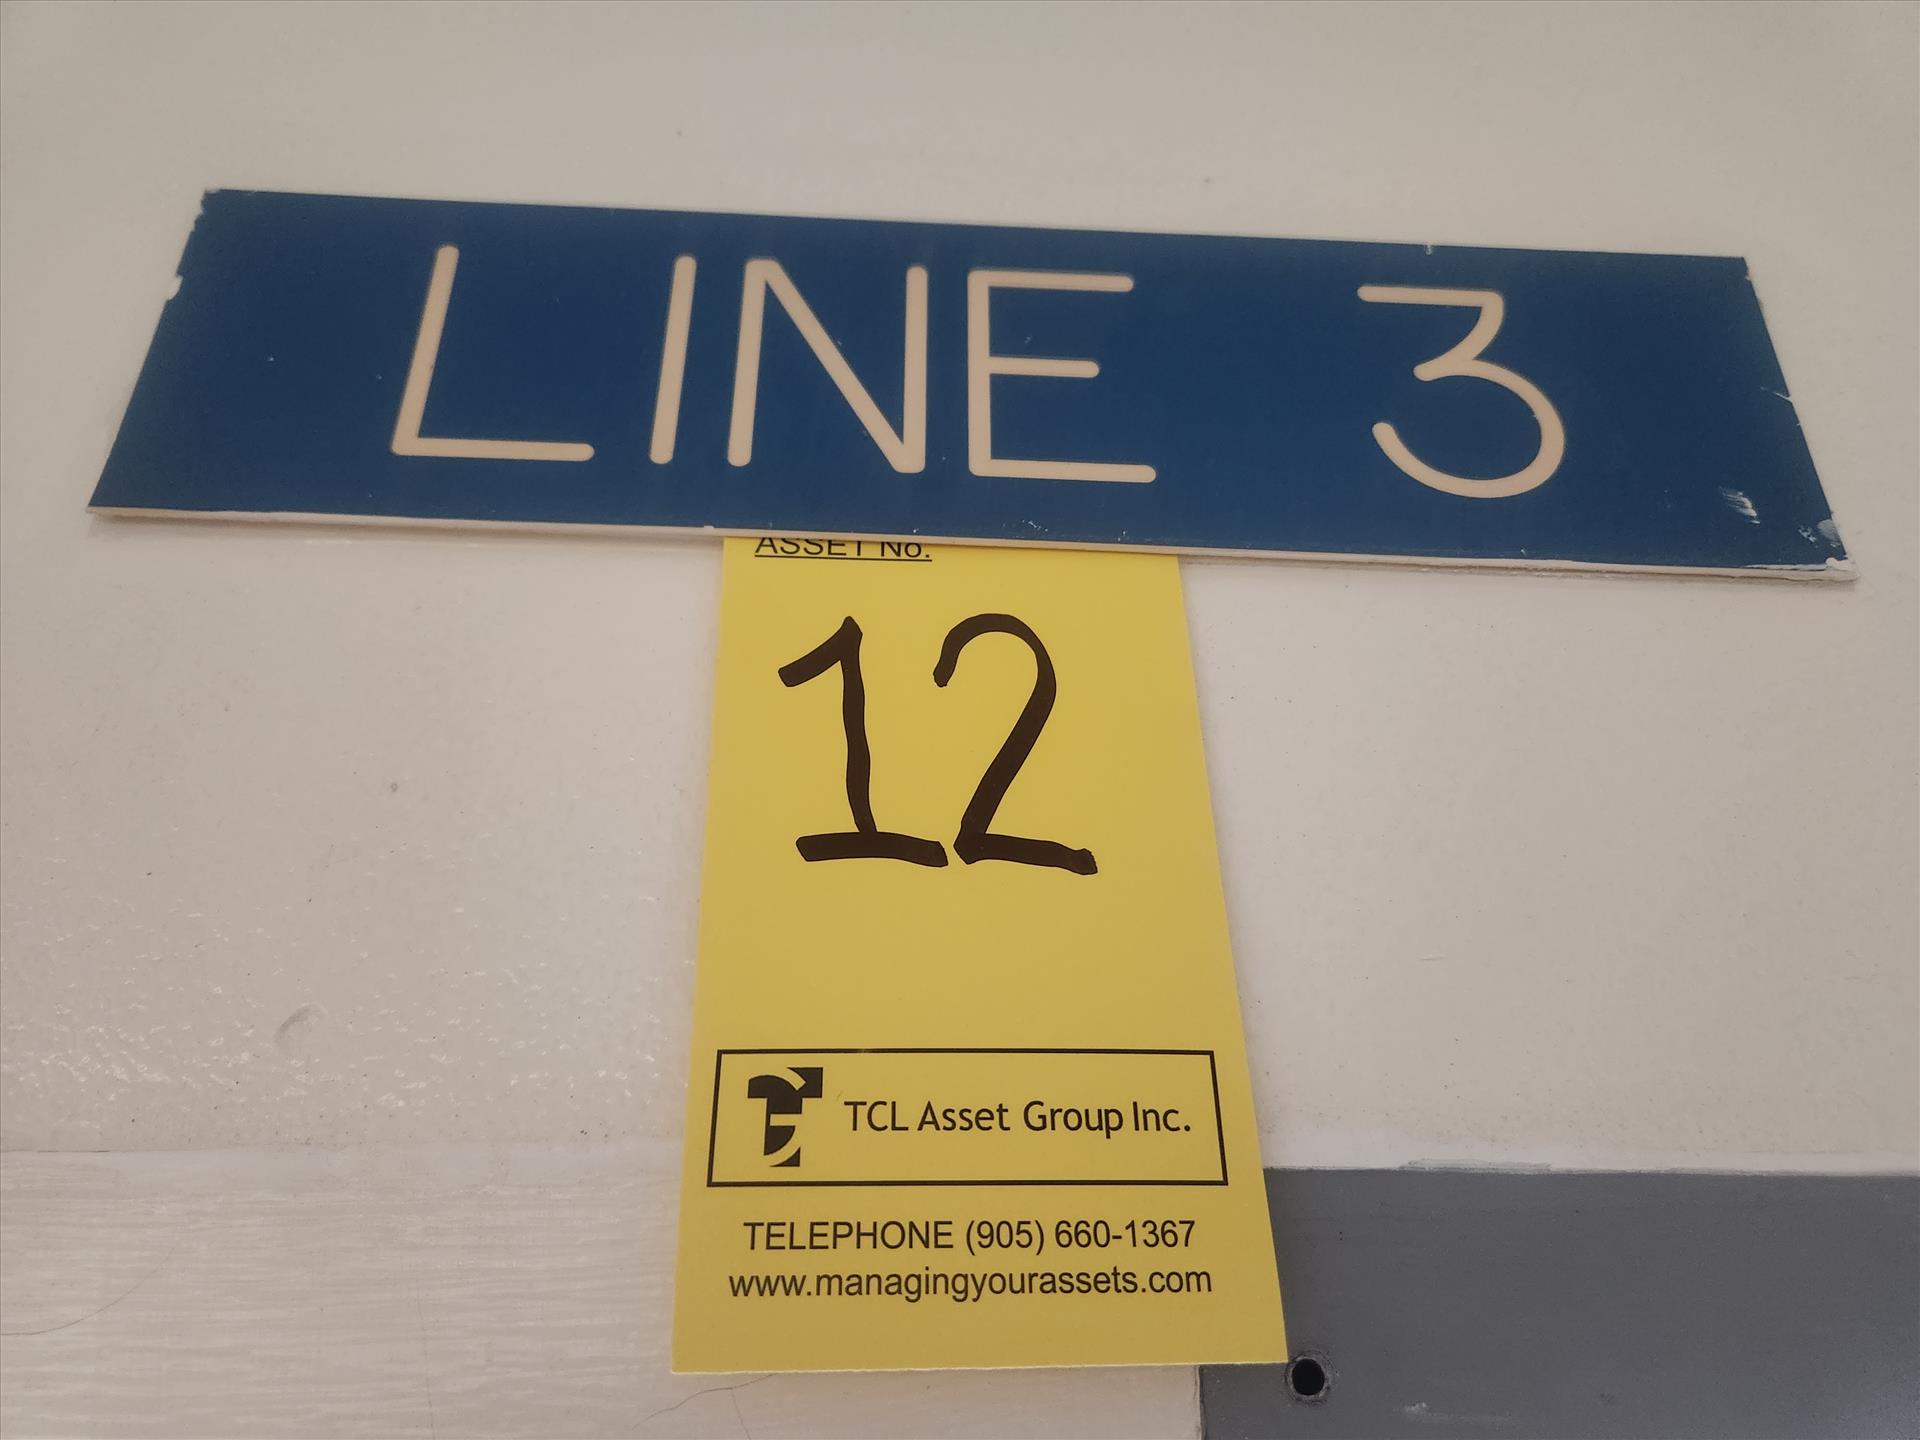 LINE 3
ASSET No.
12
TCL Asset Group Inc.
TELEPHONE (905) 660-1367
www.managingyourassets.com